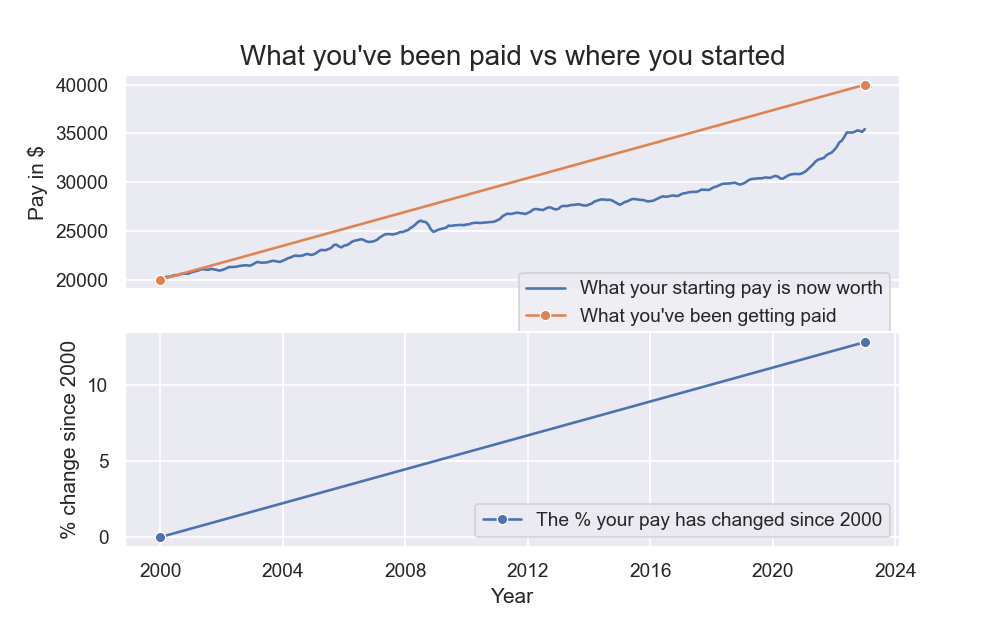 What you've been paid vs where you started
40000
35000
30000
25000
20000
Pay in $
What your starting pay is now worth
What you've been getting paid
10
5
0
% change since 2000
The % your pay has changed since 2000
2000 2004 2008 2012 2016 2020 2024
Year